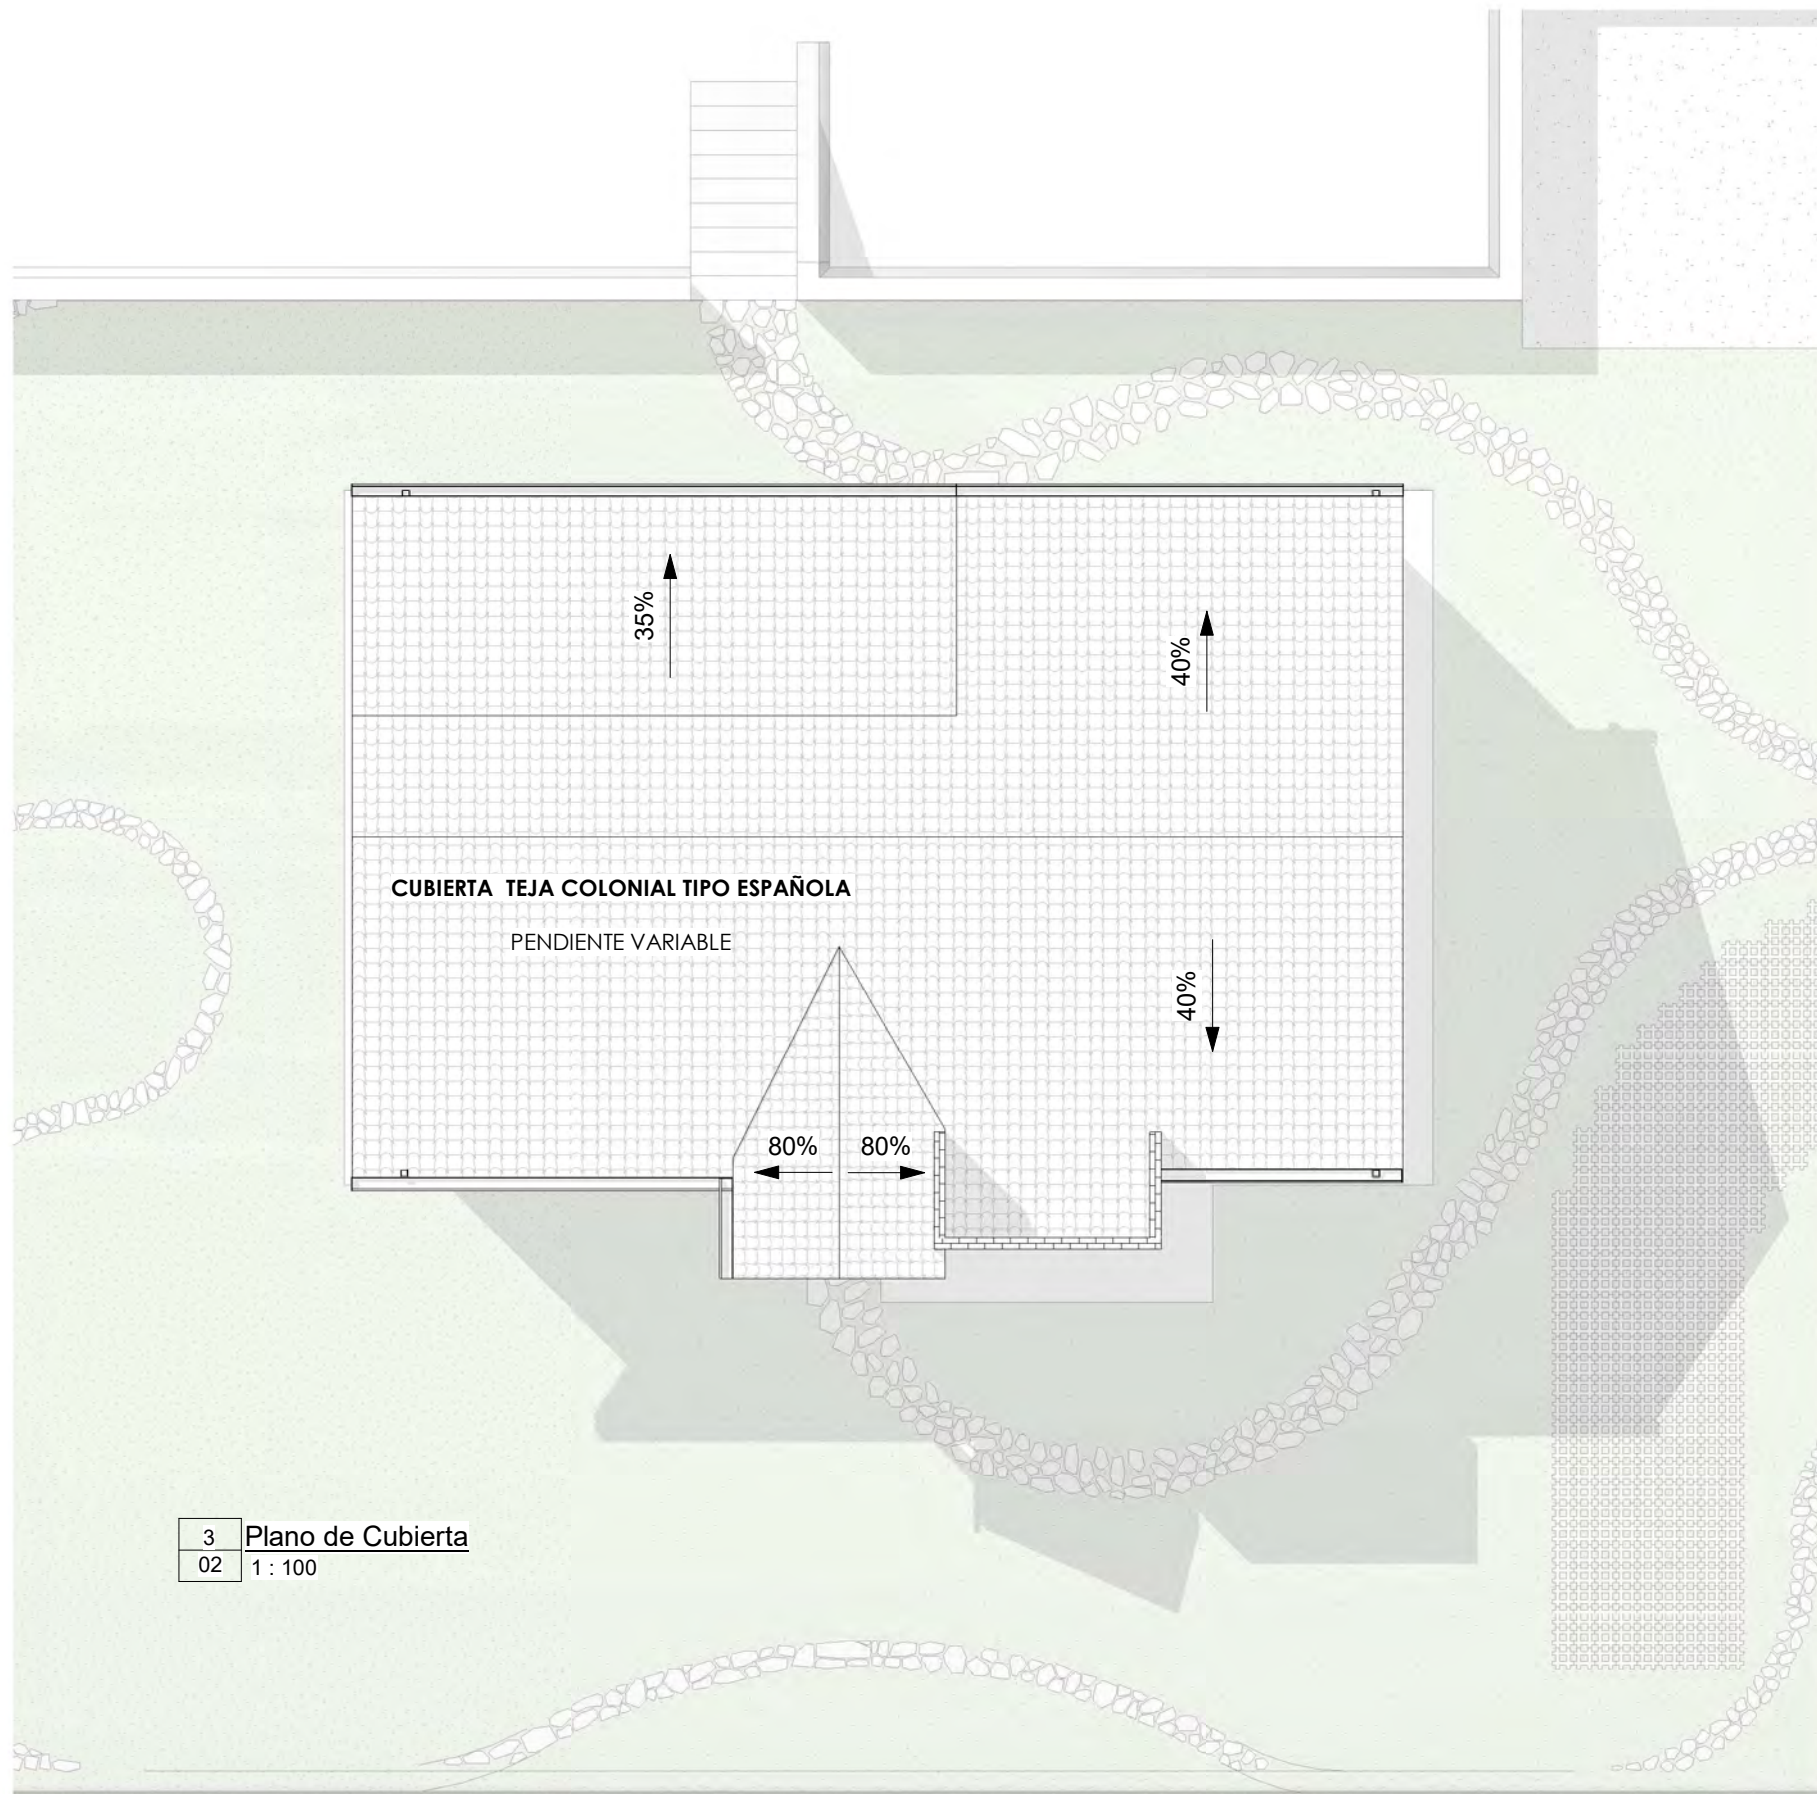 35%
40%
CUBIERTA TEJA COLONIAL TIPO ESPAÑOLA
PENDIENTE VARIABLE
40%
80% 80%
3 Plano de Cubierta
02 1 : 100